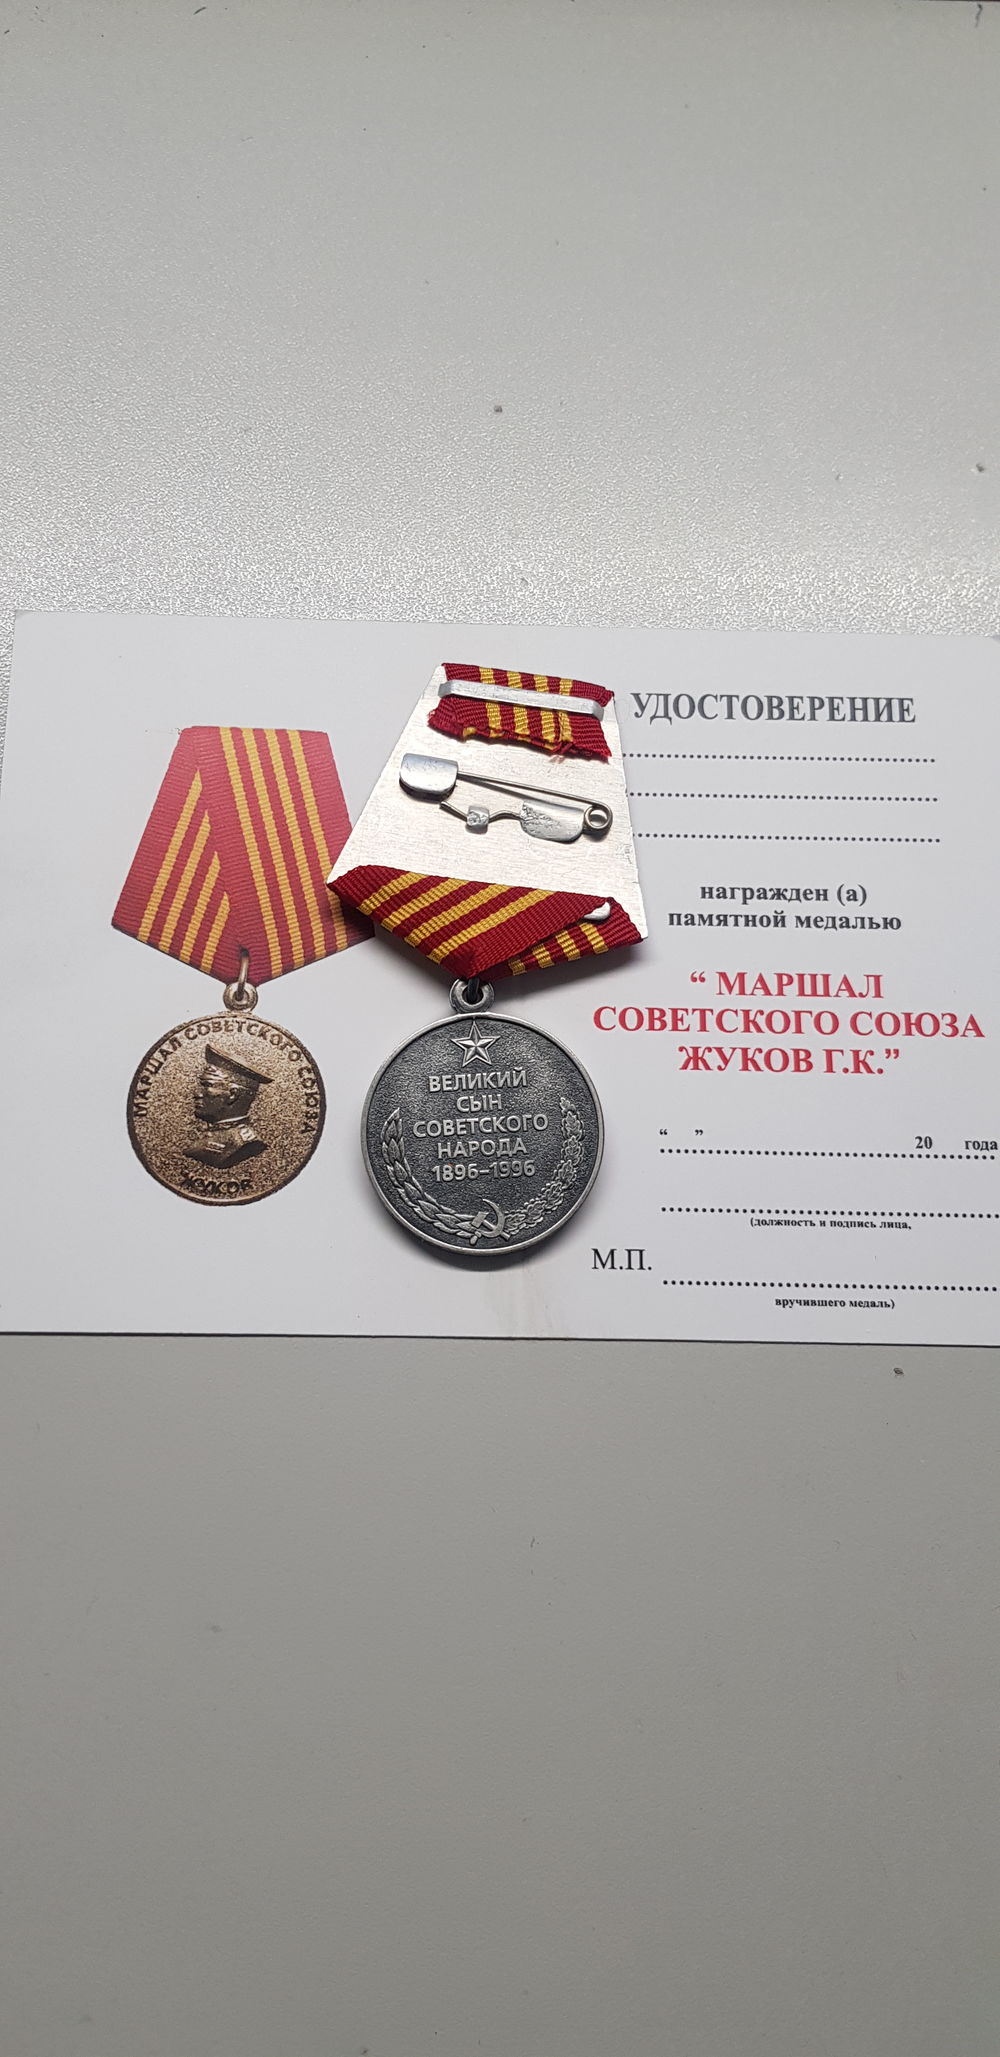 МАРШАЛ СОВЕТСКОГО СОЮЗА
ЖУКОВ
ВЕЛИКИЙ
СЫН
СОВЕТСКОГО
НАРОДА
1896–1996
УДОСТОВЕРЕНИЕ
награжден (а)
памятной медалью
“ МАРШАЛ
СОВЕТСКОГО СОЮЗА
ЖУКОВ Г.К.”
“ ” 20 года
(должность и подпись лица,
М.П.
вручившего медаль)